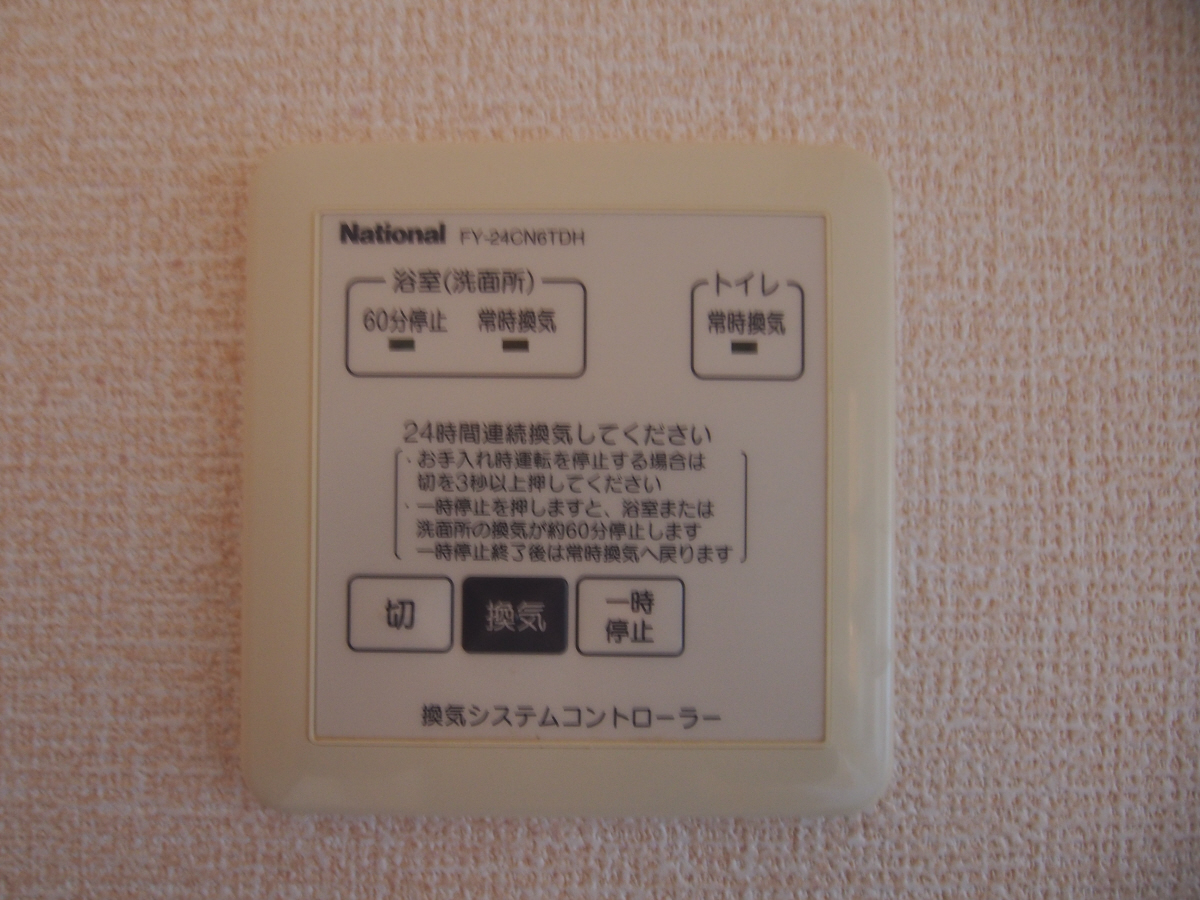 National FY-24CN6TDH
浴室(洗面所) トイレ
60分停止 常時換気 常時換気
24時間連続換気してください
・お手入れ時運転を停止する場合は
切を3秒以上押してください
・一時停止を押しますと、浴室または
洗面所の換気が約60分停止します
一時停止終了後は常時換気へ戻ります
切 換気 一時
停止
換気システムコントローラー